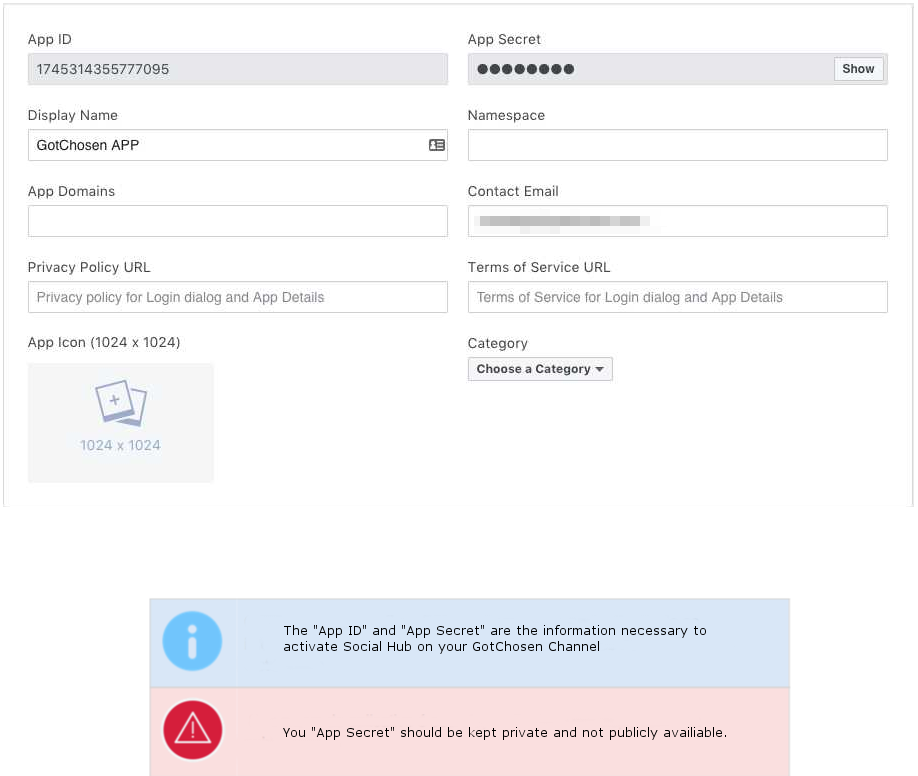 App ID
App Secret
1745314355777095
Show
Display Name
Namespace
GotChosen APP
App Domains
Contact Email
Privacy Policy URL
Terms of Service URL
Privacy policy for Login dialog and App Details
Terms of Service for Login dialog and App Details
App Icon (1024 x 1024)
Category
Choose a Category
1024 x 1024
The "App ID" and "App Secret" are the information necessary to
activate Social Hub on your GotChosen Channel
You "App Secret" should be kept private and not publicly availiable.